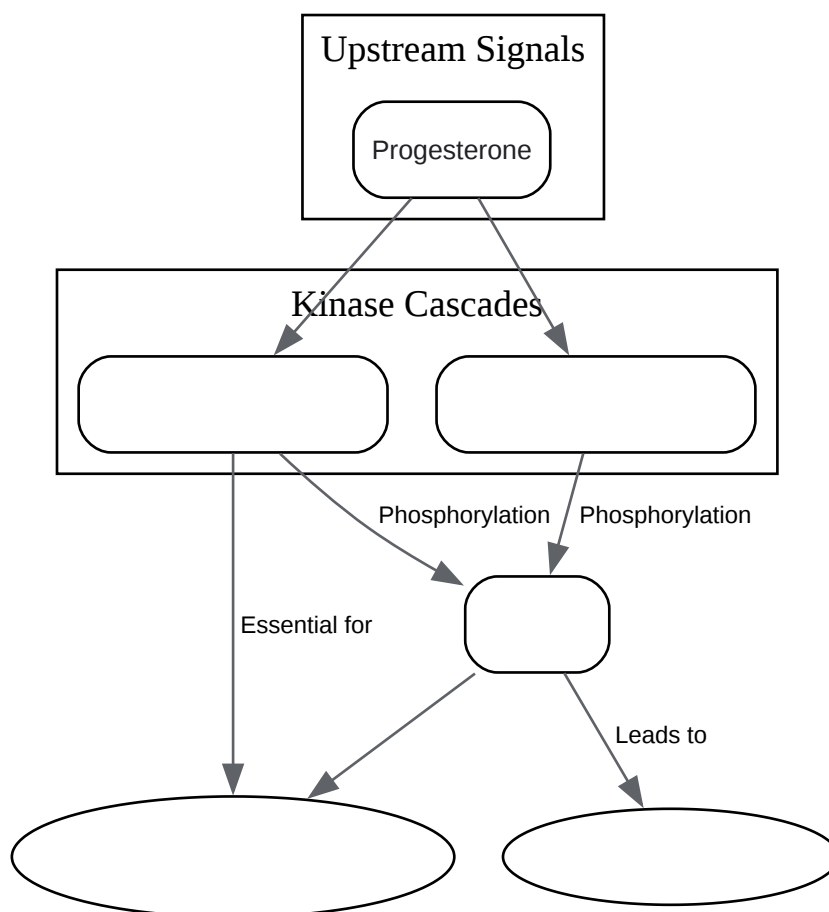 Upstream Signals
Progesterone
Kinase Cascades
Phosphorylation
Phosphorylation
Essential for
Leads to